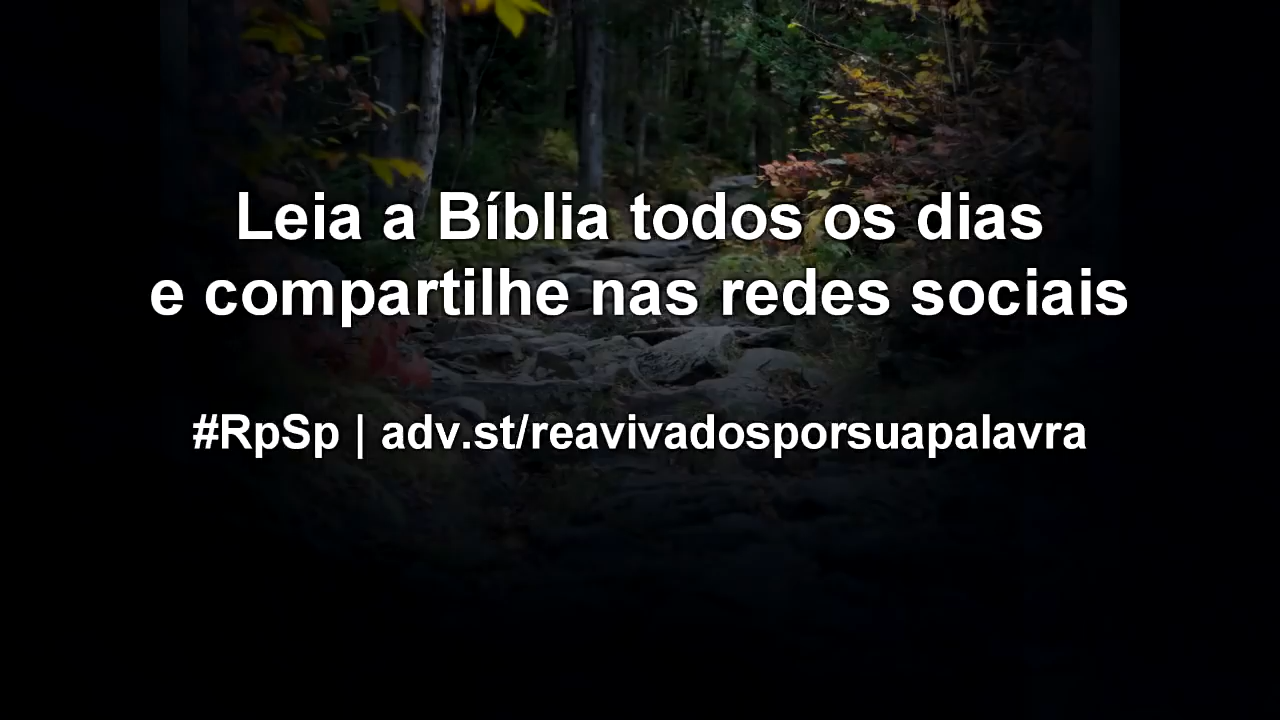 Leia a Bíblia todos os dias
e compartilhe nas redes sociais
#RpSp | adv.st/reavivadosporsuapalavra